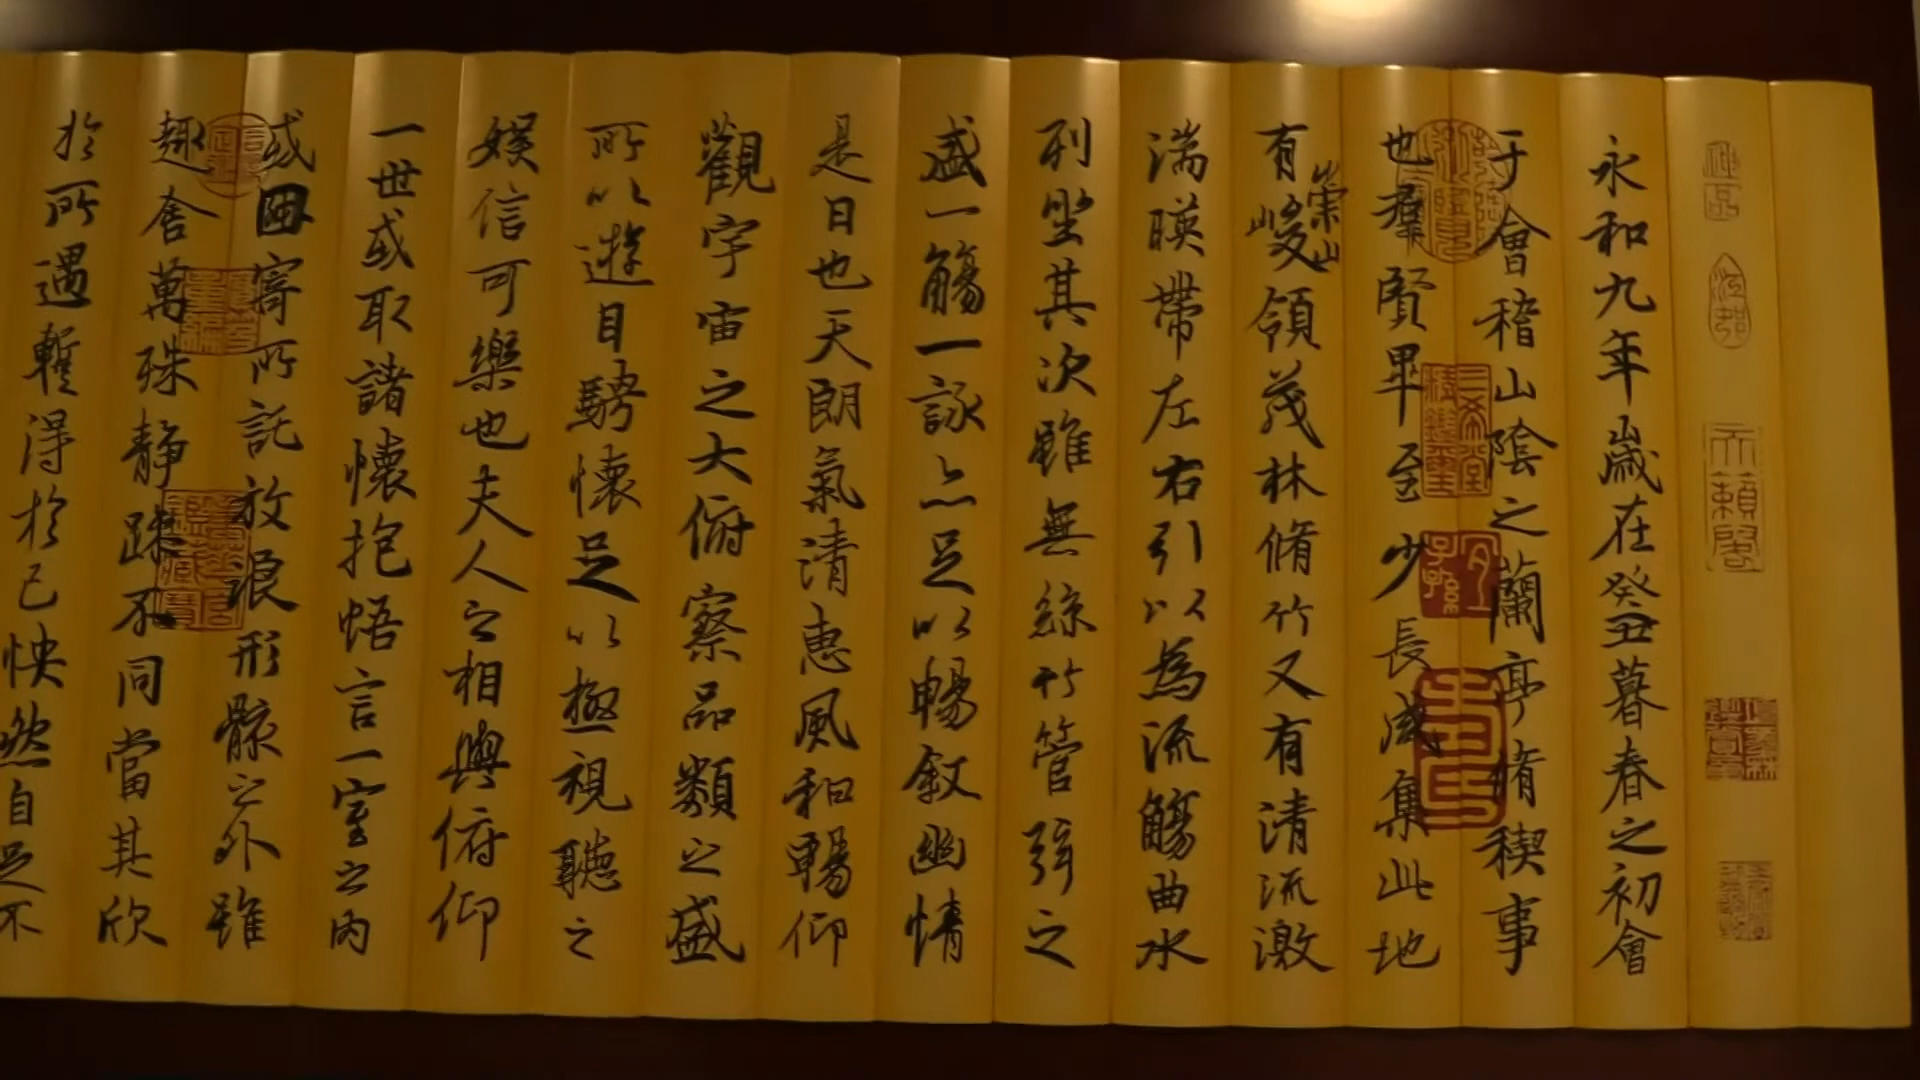 永和九年歲在癸丑暮春之初會
于會稽山陰之蘭亭脩稧事
也羣賢畢至少長咸集此地
有崇山峻領茂林脩竹又有清流激
湍暎帶左右引以為流觴曲水
列坐其次雖無絲竹管弦之
盛一觴一詠亦足以暢敘幽情
是日也天朗氣清惠風和暢仰
觀宇宙之大俯察品類之盛
所以遊目騁懷足以極視聽之
娛信可樂也夫人之相與俯仰
一世或取諸懷抱悟言一室之內
或因寄所託放浪形骸之外雖
趣舍萬殊靜躁不同當其欣
於所遇蹔得於己怏然自足不